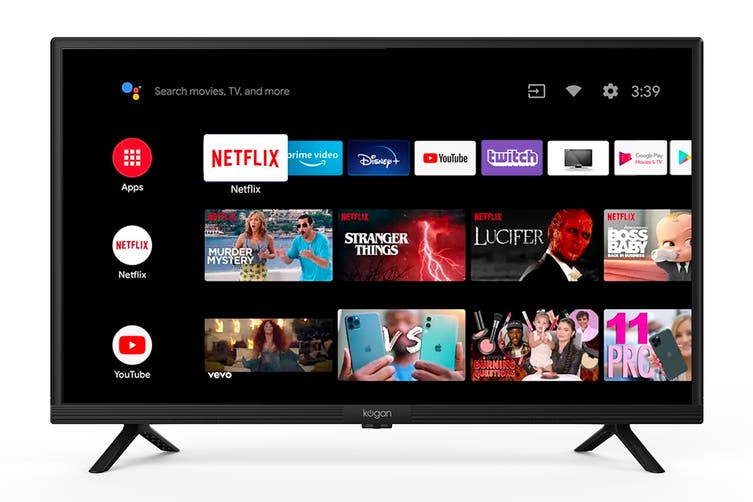 Search movies, TV, and more
3:39
Apps
NETFLIX
prime video
Disney+
YouTube
twitch
Google Play
Movies & TV
Netflix
NETFLIX
Netflix
NETFLIX
MURDER
MYSTERY
NETFLIX
STRANGER
THINGS
NETFLIX
LUCIFER
NETFLIX
BOSS
BABY
BACK IN BUSINESS
YouTube
vevo
VS
BURNING
QUESTIONS
11
PRO
kogan